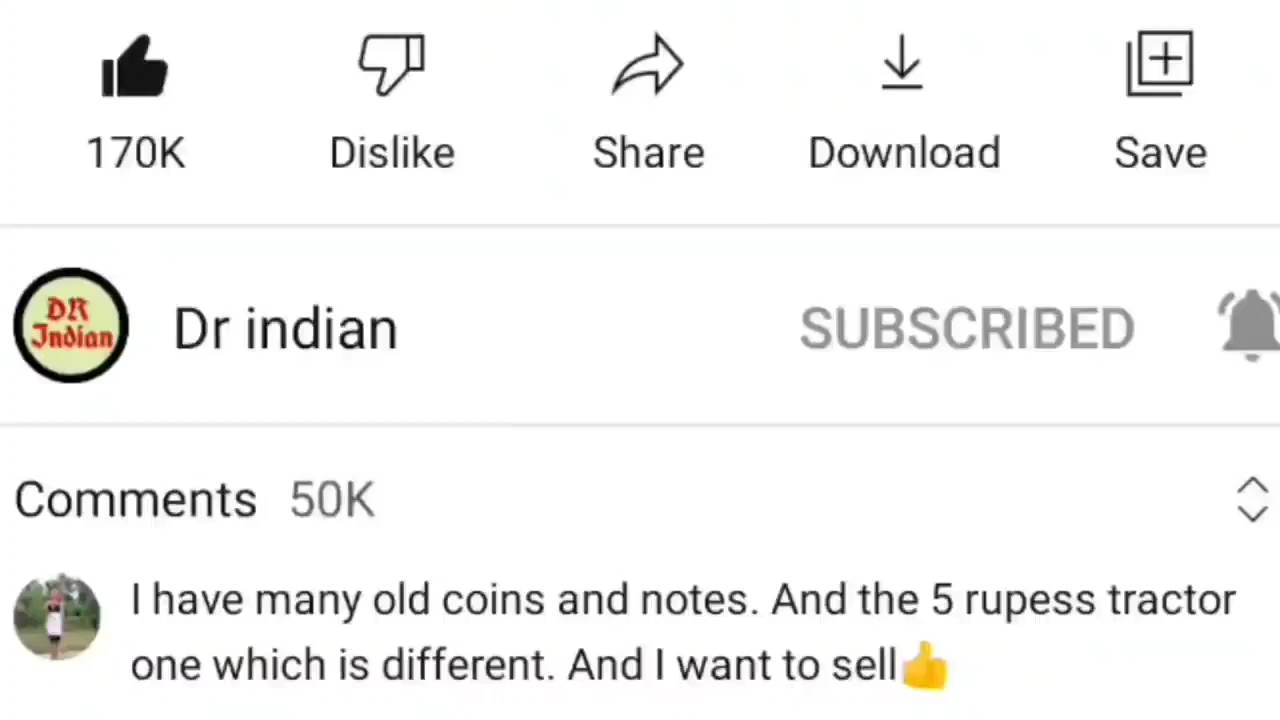 170K Dislike Share Download Save
DR
Indian
Dr indian SUBSCRIBED
Comments 50K
I have many old coins and notes. And the 5 rupess tractor
one which is different. And I want to sell👍